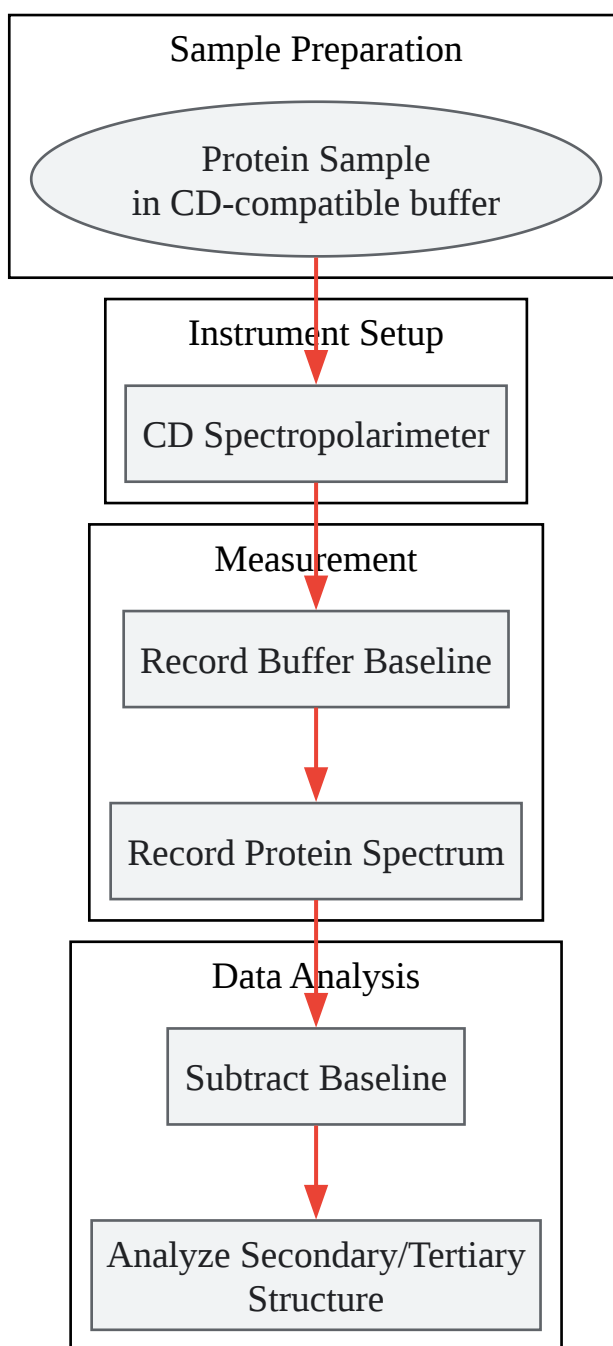 Sample Preparation
Protein Sample
in CD-compatible buffer
Instrument Setup
CD Spectropolarimeter
Measurement
Record Buffer Baseline
Record Protein Spectrum
Data Analysis
Subtract Baseline
Analyze Secondary/Tertiary
Structure